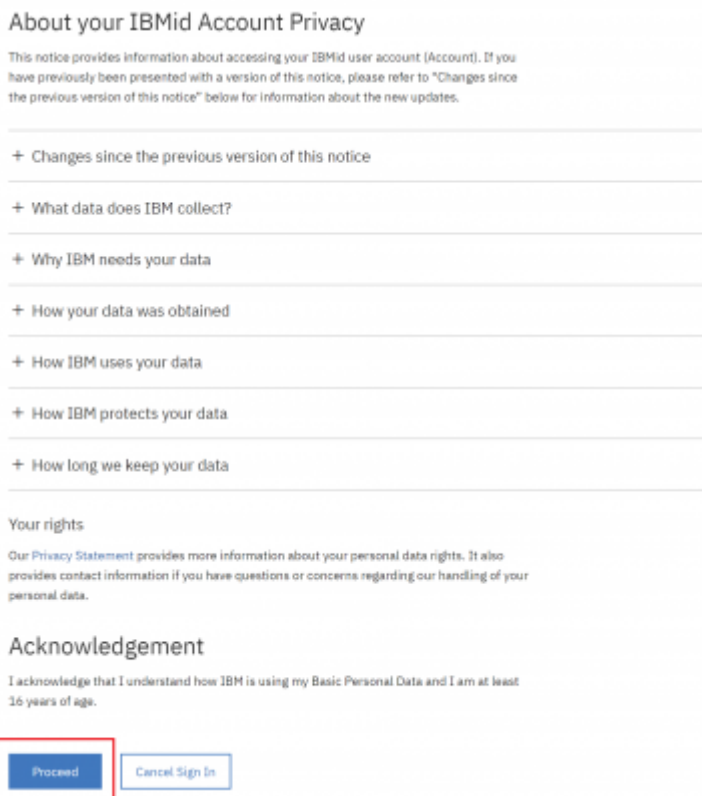 About your IBMid Account Privacy
This notice provides information about accessing your IBMid user account (Account). If you
have previously been presented with a version of this notice, please refer to "Changes since
the previous version of this notice" below for information about the new updates.
+ Changes since the previous version of this notice
+ What data does IBM collect?
+ Why IBM needs your data
+ How your data was obtained
+ How IBM uses your data
+ How IBM protects your data
+ How long we keep your data
Your rights
Our Privacy Statement provides more information about your personal data rights. It also
provides contact information if you have questions or concerns regarding our handling of your
personal data.
Acknowledgement
I acknowledge that I understand how IBM is using my Basic Personal Data and I am at least
16 years of age.
Proceed Cancel Sign In